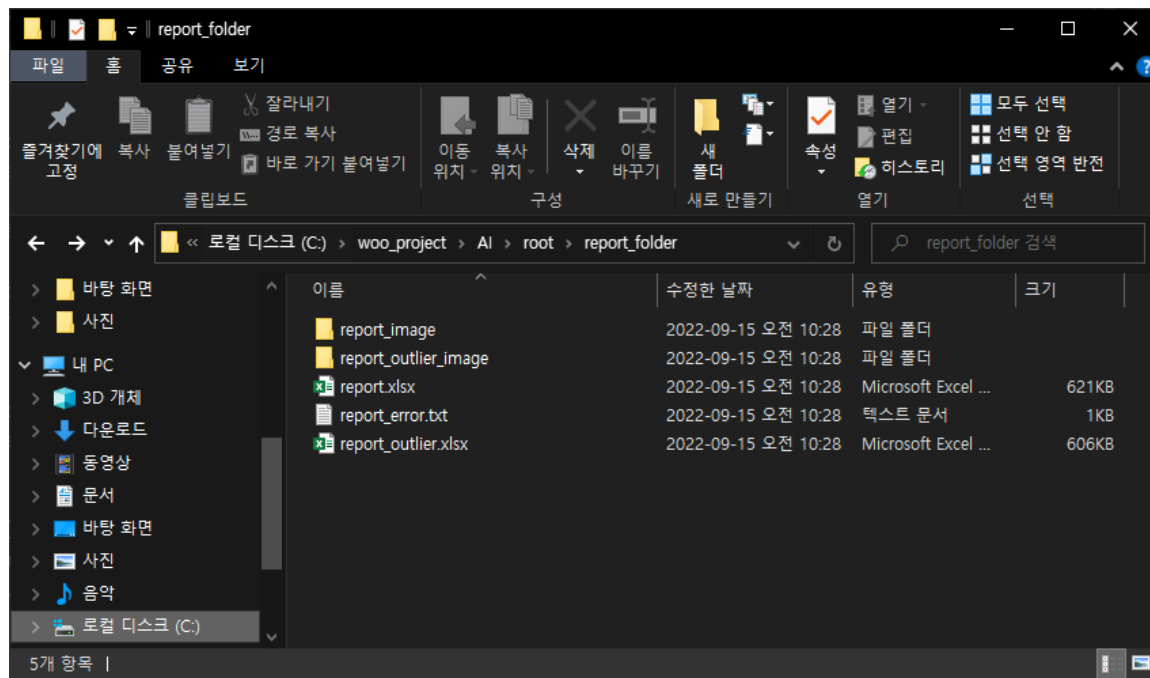 report_folder
파일 홈 공유 보기
즐겨찾기에 고정
복사
붙여넣기
잘라내기
경로 복사
바로 가기 붙여넣기
클립보드
이동 위치
복사 위치
삭제
이름 바꾸기
구성
새 폴더
새로 만들기
속성
열기
편집
히스토리
열기
모두 선택
선택 안 함
선택 영역 반전
선택
« 로컬 디스크 (C:) › woo_project › AI › root › report_folder
report_folder 검색
바탕 화면
사진
내 PC
3D 개체
다운로드
동영상
문서
바탕 화면
사진
음악
로컬 디스크 (C:)
이름 수정한 날짜 유형 크기
report_image 2022-09-15 오전 10:28 파일 폴더
report_outlier_image 2022-09-15 오전 10:28 파일 폴더
report.xlsx 2022-09-15 오전 10:28 Microsoft Excel ... 621KB
report_error.txt 2022-09-15 오전 10:28 텍스트 문서 1KB
report_outlier.xlsx 2022-09-15 오전 10:28 Microsoft Excel ... 606KB
5개 항목